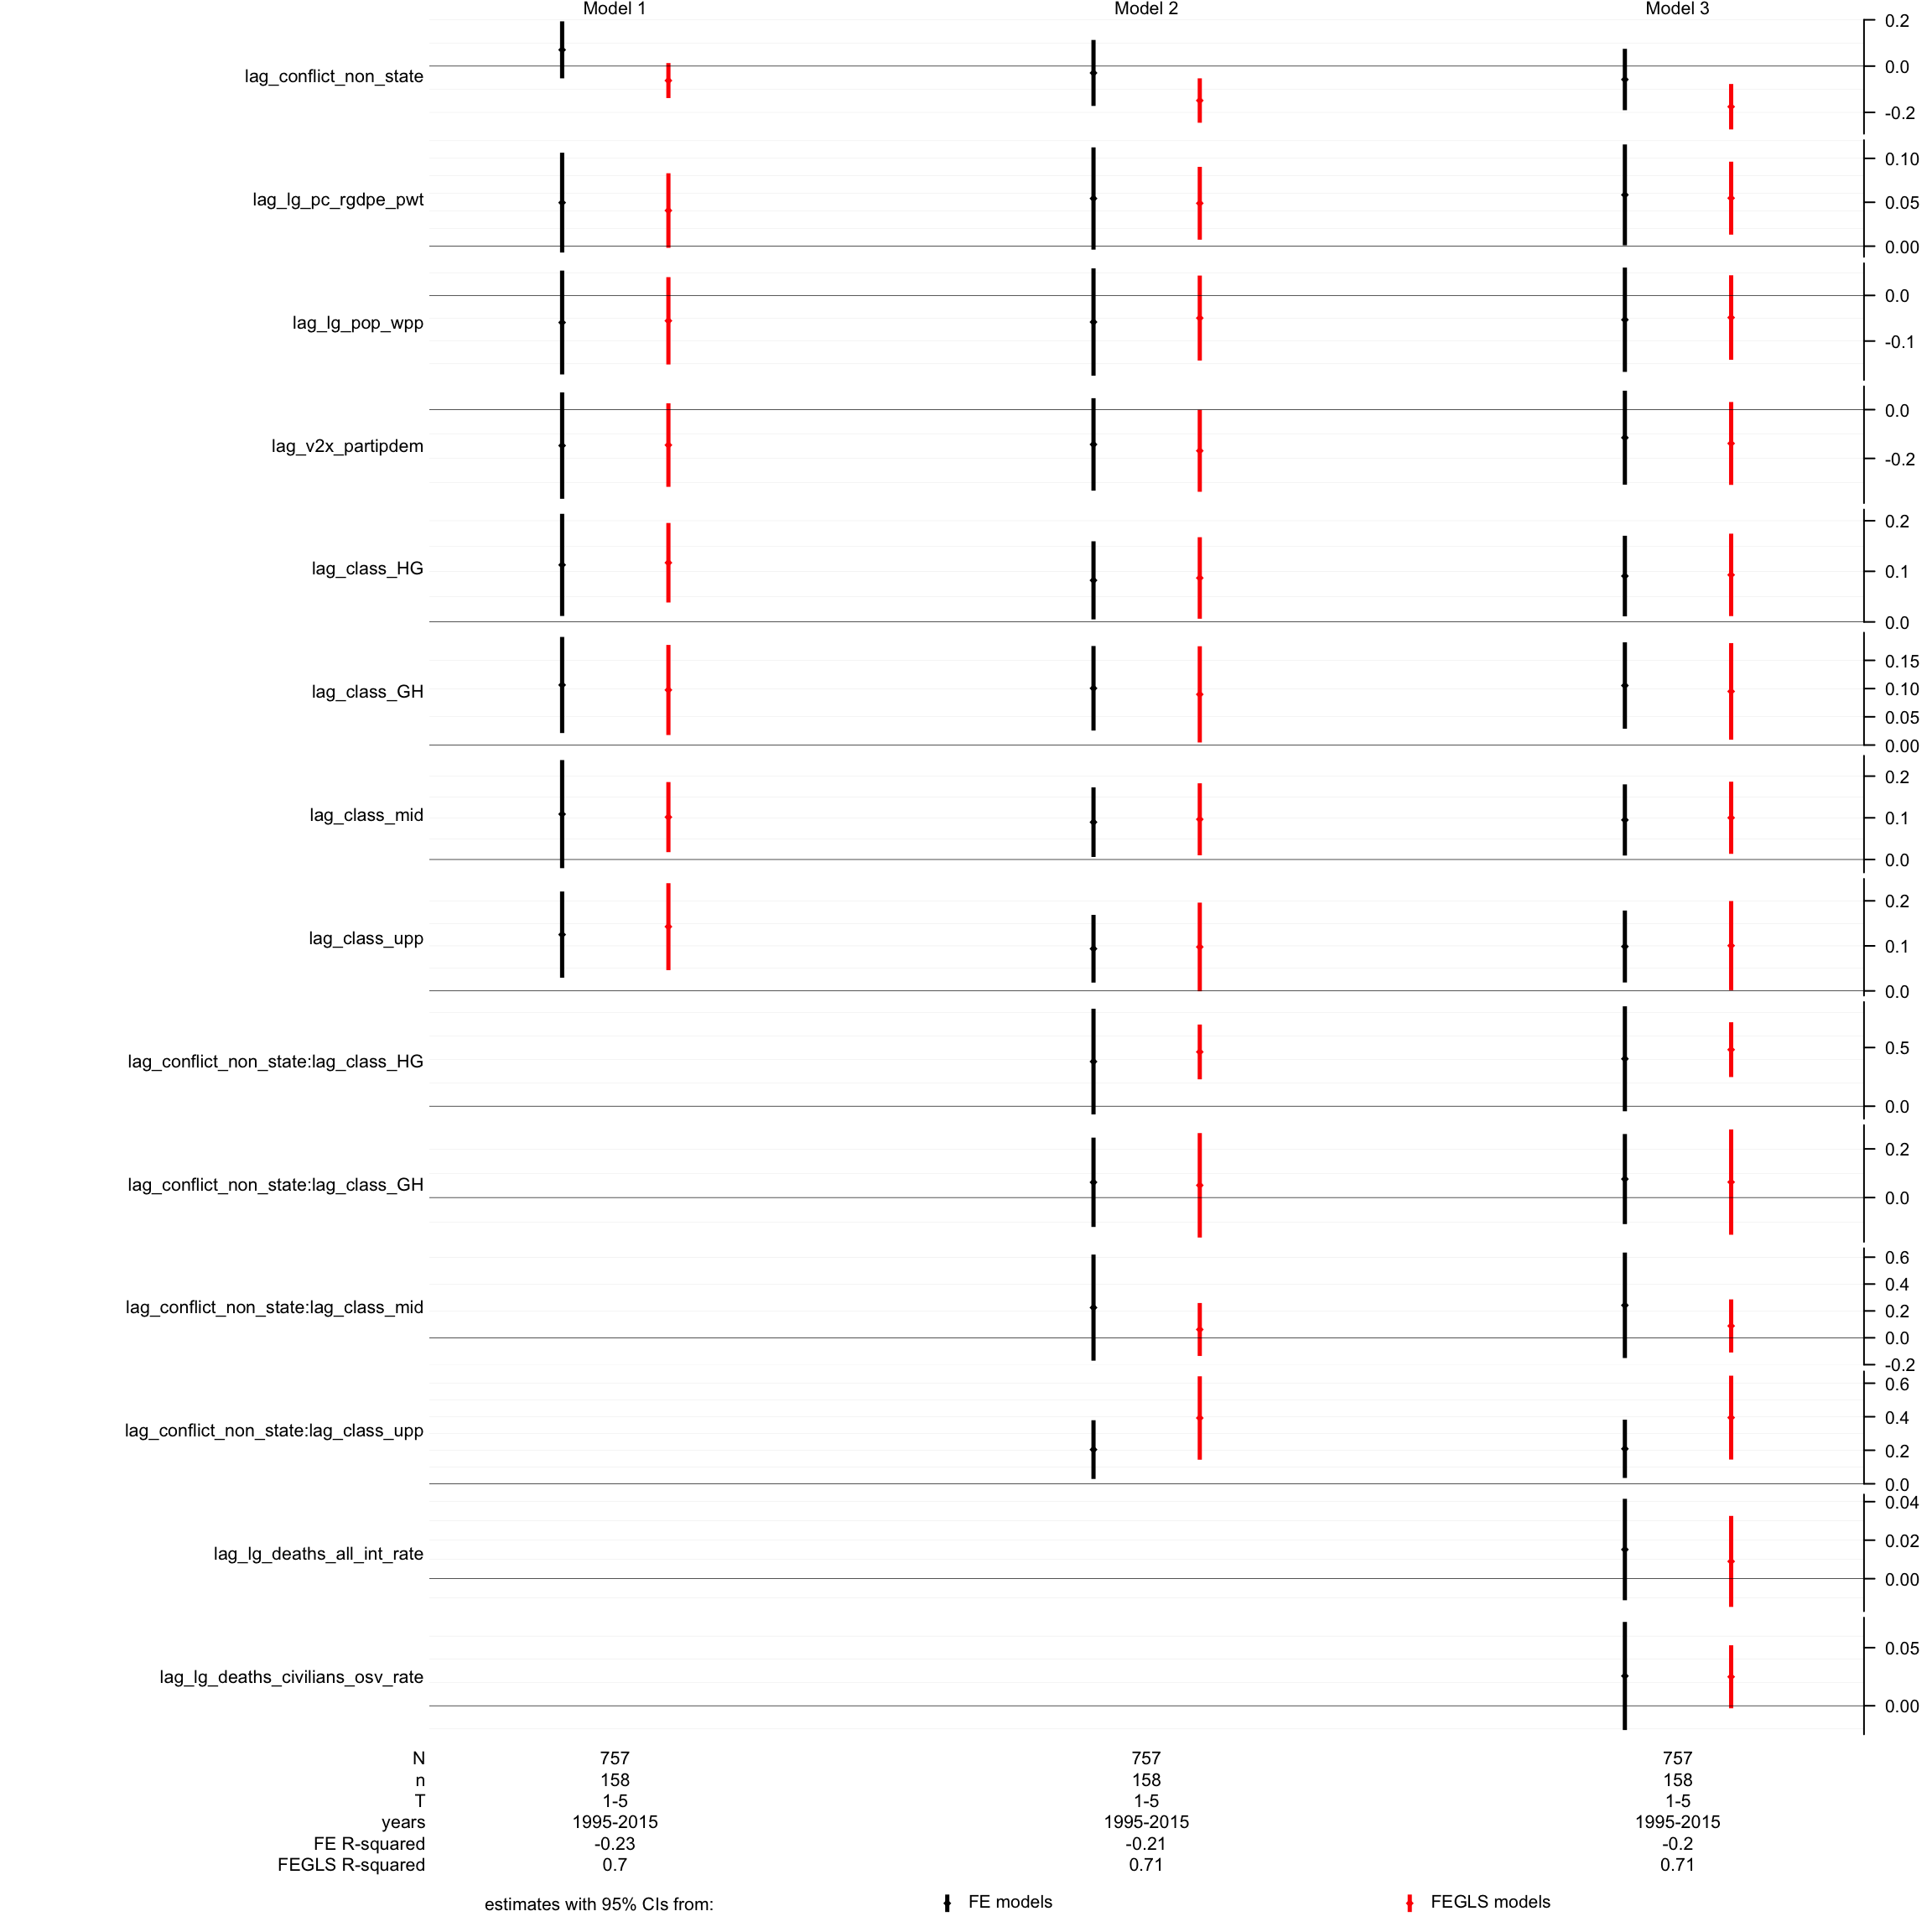 Model 1 Model 2 Model 3
lag_conflict_non_state
0.2
0.0
-0.2
lag_lg_pc_rgdpe_pwt
0.10
0.05
0.00
lag_lg_pop_wpp
0.0
-0.1
lag_v2x_partipdem
0.0
-0.2
lag_class_HG
0.2
0.1
0.0
lag_class_GH
0.15
0.10
0.05
0.00
lag_class_mid
0.2
0.1
0.0
lag_class_upp
0.2
0.1
0.0
lag_conflict_non_state:lag_class_HG
0.5
0.0
lag_conflict_non_state:lag_class_GH
0.2
0.0
lag_conflict_non_state:lag_class_mid
0.6
0.4
0.2
0.0
-0.2
lag_conflict_non_state:lag_class_upp
0.6
0.4
0.2
0.0
lag_lg_deaths_all_int_rate
0.04
0.02
0.00
lag_lg_deaths_civilians_osv_rate
0.05
0.00
N 757 757 757
n 158 158 158
T 1-5 1-5 1-5
years 1995-2015 1995-2015 1995-2015
FE R-squared -0.23 -0.21 -0.2
FEGLS R-squared 0.7 0.71 0.71
estimates with 95% CIs from: FE models FEGLS models